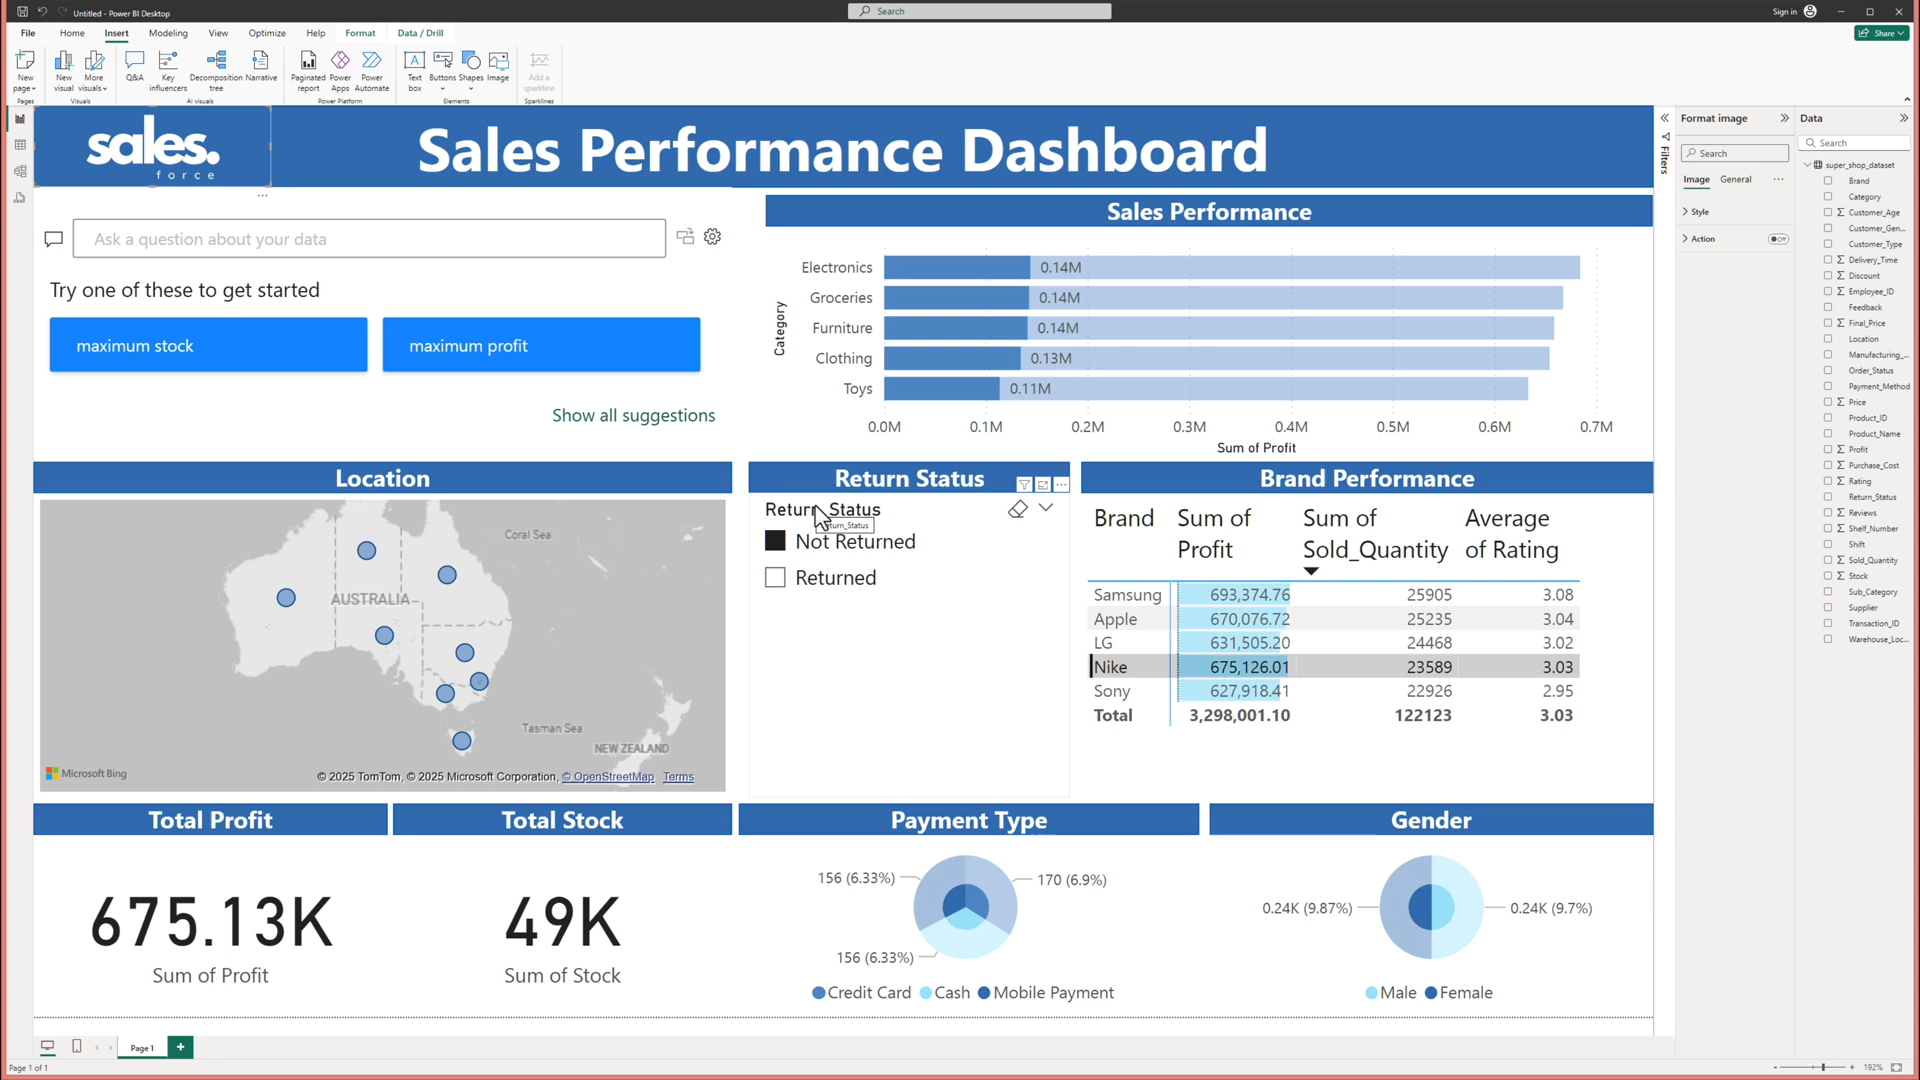 Untitled - Power BI Desktop
Search
Sign in
File
Home
Insert
Modeling
View
Optimize
Help
Format
Data / Drill
Share
New page
New visual
More visuals
Q&A
Key influencers
Decomposition tree
Narrative
Paginated report
Power Apps
Power Automate
Text box
Buttons
Shapes
Image
Add a sparkline
Pages
Visuals
AI visuals
Power Platform
Elements
Sparklines
sales.
force
Sales Performance Dashboard
Ask a question about your data
Try one of these to get started
maximum stock
maximum profit
Show all suggestions
Sales Performance
Category
Electronics 0.14M
Groceries 0.14M
Furniture 0.14M
Clothing 0.13M
Toys 0.11M
0.0M 0.1M 0.2M 0.3M 0.4M 0.5M 0.6M 0.7M
Sum of Profit
Location
AUSTRALIA
Coral Sea
Tasman Sea
NEW ZEALAND
Microsoft Bing
© 2025 TomTom, © 2025 Microsoft Corporation, © OpenStreetMap Terms
Return Status
Return_Status
Not Returned
Returned
Brand Performance
Brand Sum of Profit Sum of Sold_Quantity Average of Rating
Samsung 693,374.76 25905 3.08
Apple 670,076.72 25235 3.04
LG 631,505.20 24468 3.02
Nike 675,126.01 23589 3.03
Sony 627,918.41 22926 2.95
Total 3,298,001.10 122123 3.03
Total Profit
675.13K
Sum of Profit
Total Stock
49K
Sum of Stock
Payment Type
156 (6.33%)
170 (6.9%)
156 (6.33%)
Credit Card Cash Mobile Payment
Gender
0.24K (9.87%)
0.24K (9.7%)
Male Female
Filters
Format image
Search
Image
General
Style
Action
Off
Data
Search
super_shop_dataset
Brand
Category
Customer_Age
Customer_Gen...
Customer_Type
Delivery_Time
Discount
Employee_ID
Feedback
Final_Price
Location
Manufacturing_...
Order_Status
Payment_Method
Price
Product_ID
Product_Name
Profit
Purchase_Cost
Rating
Return_Status
Reviews
Shelf_Number
Shift
Sold_Quantity
Stock
Sub_Category
Supplier
Transaction_ID
Warehouse_Loc...
Page 1
Page 1 of 1
192%